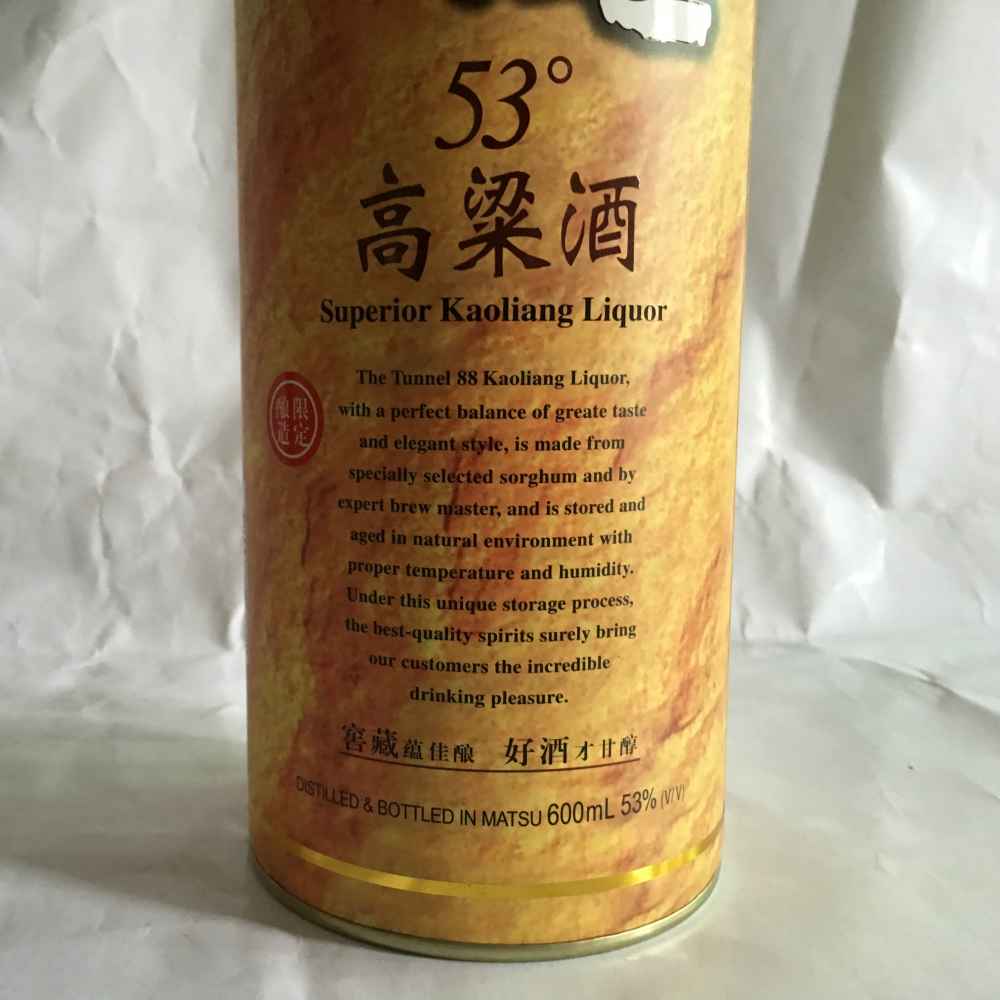 53°
高粱酒
Superior Kaoliang Liquor
限定
酿造
The Tunnel 88 Kaoliang Liquor,
with a perfect balance of greate taste
and elegant style, is made from
specially selected sorghum and by
expert brew master, and is stored and
aged in natural environment with
proper temperature and humidity.
Under this unique storage process,
the best-quality spirits surely bring
our customers the incredible
drinking pleasure.
窖藏蕴佳酿 好酒才甘醇
DISTILLED & BOTTLED IN MATSU 600mL 53% (V/V)